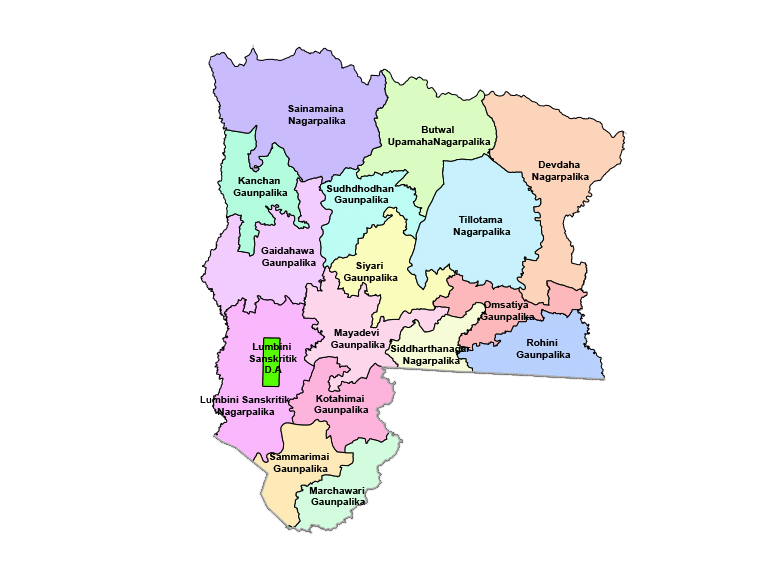 Sainamaina
Nagarpalika
Butwal
UpamahaNagarpalika
Devdaha
Nagarpalika
Kanchan
Gaunpalika
Sudhdhodhan
Gaunpalika
Tillotama
Nagarpalika
Gaidahawa
Gaunpalika
Siyari
Gaunpalika
Omsatiya
Gaunpalika
Mayadevi
Gaunpalika
Siddharthanagar
Nagarpalika
Rohini
Gaunpalika
Lumbini
Sanskritik
D.A
Lumbini Sanskritik
Nagarpalika
Kotahimai
Gaunpalika
Sammarimai
Gaunpalika
Marchawari
Gaunpalika